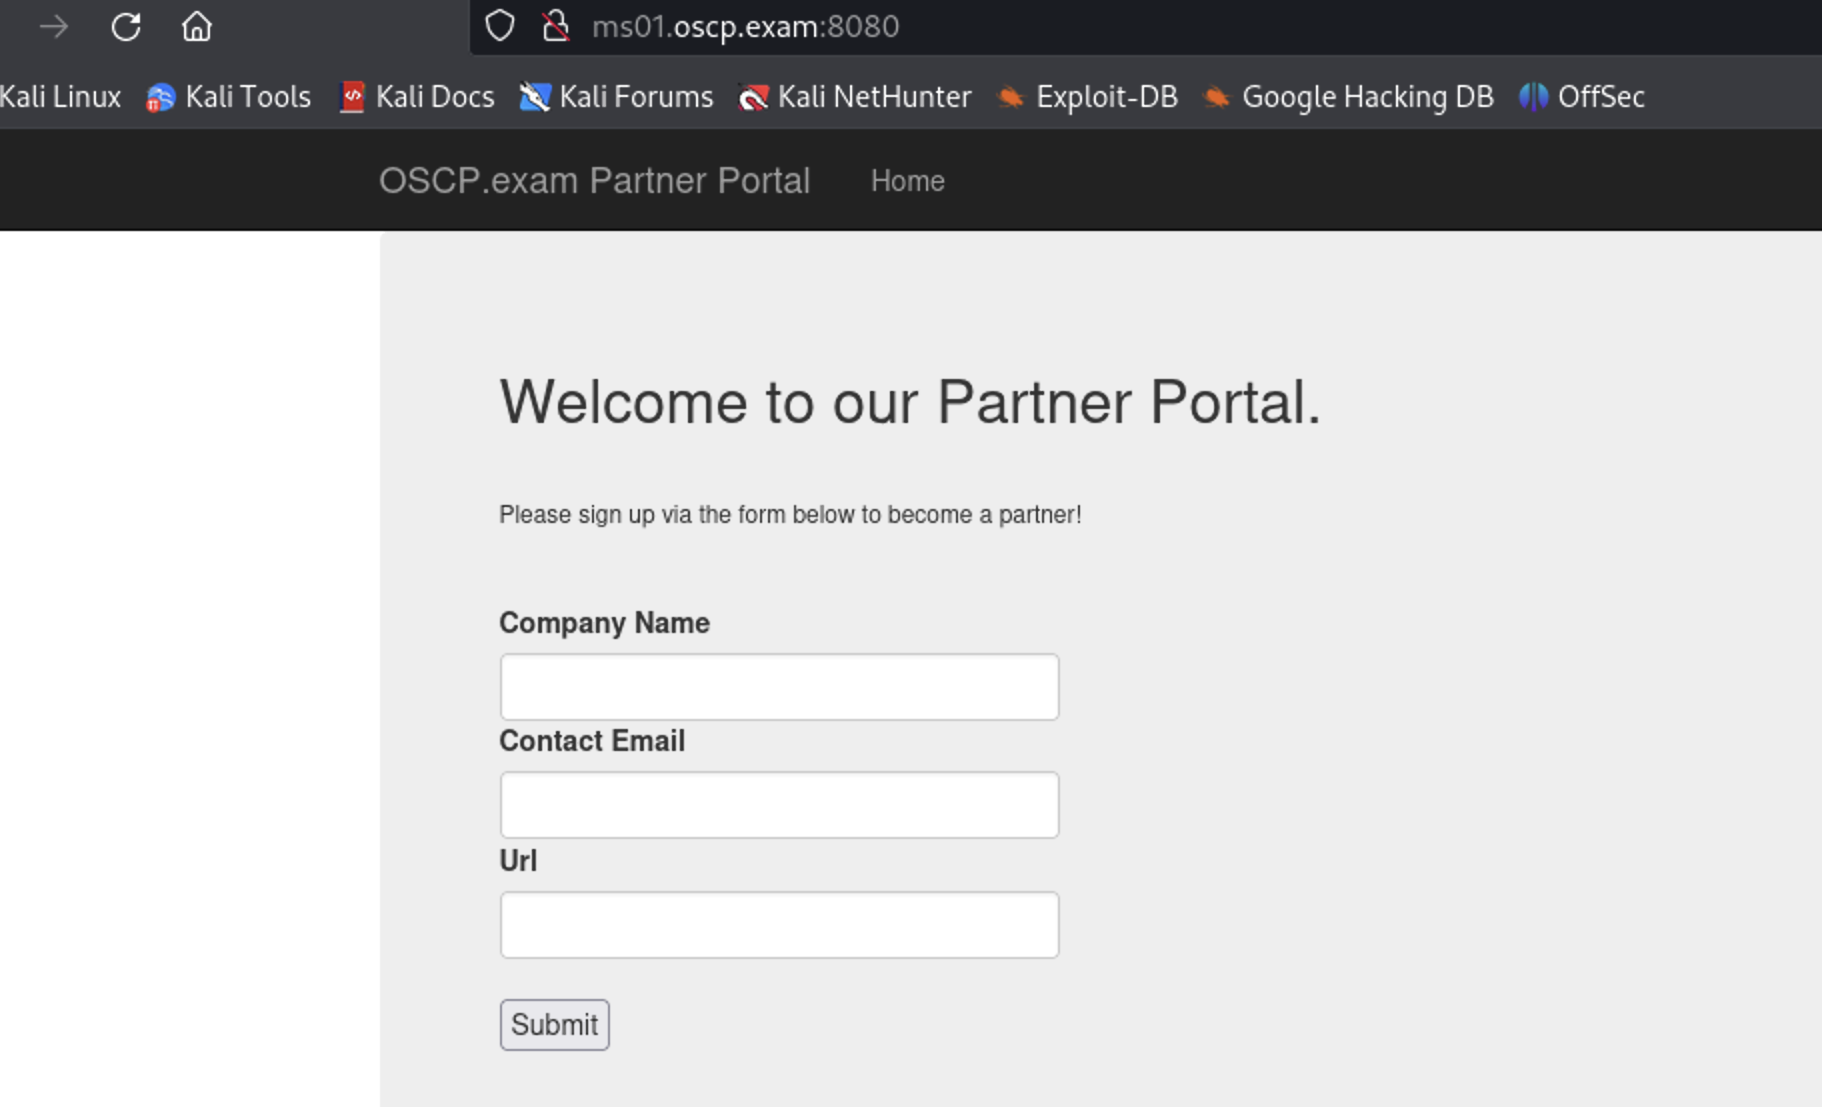 ms01.oscp.exam:8080
Kali Linux Kali Tools Kali Docs Kali Forums Kali NetHunter Exploit-DB Google Hacking DB OffSec
OSCP.exam Partner Portal Home
Welcome to our Partner Portal.
Please sign up via the form below to become a partner!
Company Name
Contact Email
Url
Submit